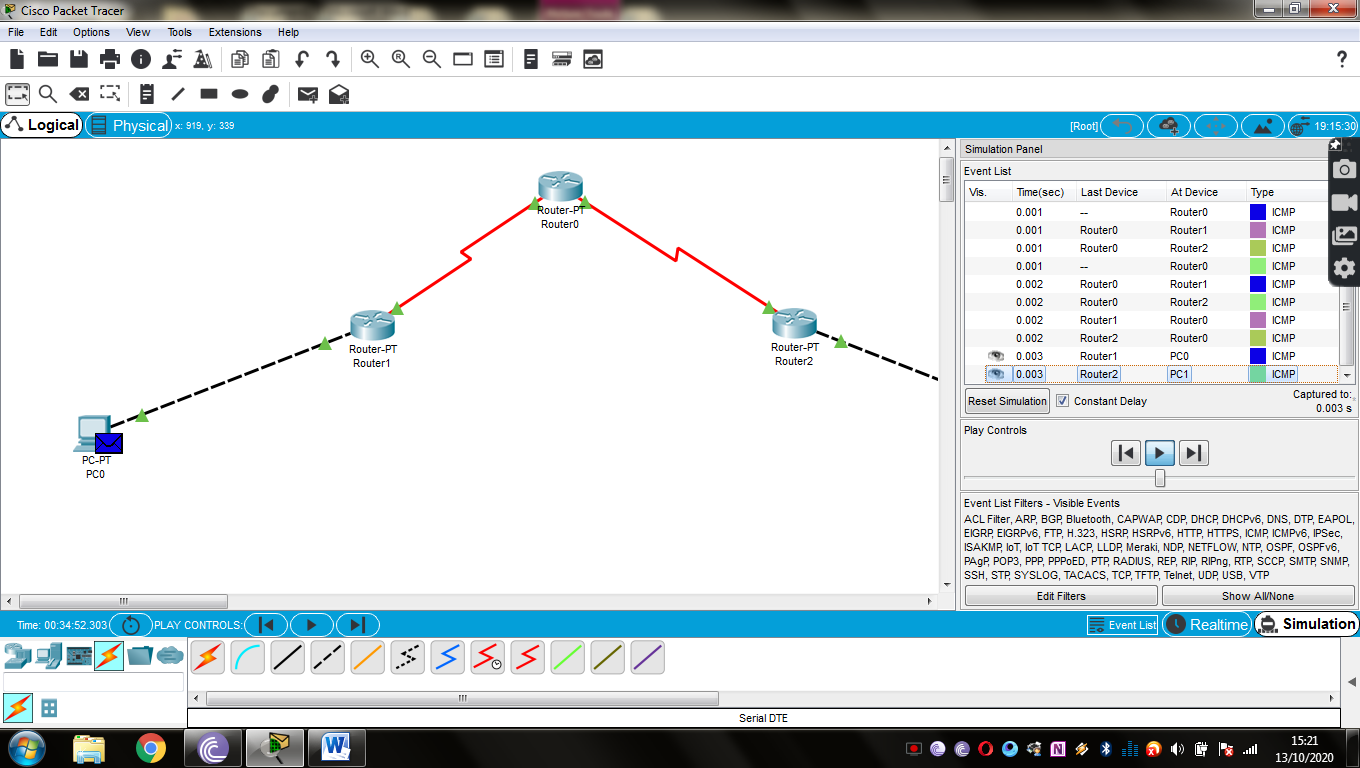 Cisco Packet Tracer
File Edit Options View Tools Extensions Help
Logical Physical x: 919, y: 339 [Root] 19:15:30
Router-PT
Router0
Router-PT
Router1
Router-PT
Router2
PC-PT
PC0
Simulation Panel
Event List
Vis. Time(sec) Last Device At Device Type
0.001 -- Router0 ICMP
0.001 Router0 Router1 ICMP
0.001 Router0 Router2 ICMP
0.001 -- Router0 ICMP
0.002 Router0 Router1 ICMP
0.002 Router0 Router2 ICMP
0.002 Router1 Router0 ICMP
0.002 Router2 Router0 ICMP
0.003 Router1 PC0 ICMP
0.003 Router2 PC1 ICMP
Reset Simulation Constant Delay Captured to:
0.003 s
Play Controls
Event List Filters - Visible Events
ACL Filter, ARP, BGP, Bluetooth, CAPWAP, CDP, DHCP, DHCPv6, DNS, DTP, EAPOL,
EIGRP, EIGRPv6, FTP, H.323, HSRP, HSRPv6, HTTP, HTTPS, ICMP, ICMPv6, IPSec,
ISAKMP, IoT, IoT TCP, LACP, LLDP, Meraki, NDP, NETFLOW, NTP, OSPF, OSPFv6,
PAgP, POP3, PPP, PPPoED, PTP, RADIUS, REP, RIP, RIPng, RTP, SCCP, SMTP, SNMP,
SSH, STP, SYSLOG, TACACS, TCP, TFTP, Telnet, UDP, USB, VTP
Edit Filters Show All/None
Time: 00:34:52.303 PLAY CONTROLS: Event List Realtime Simulation
Serial DTE
15:21
13/10/2020